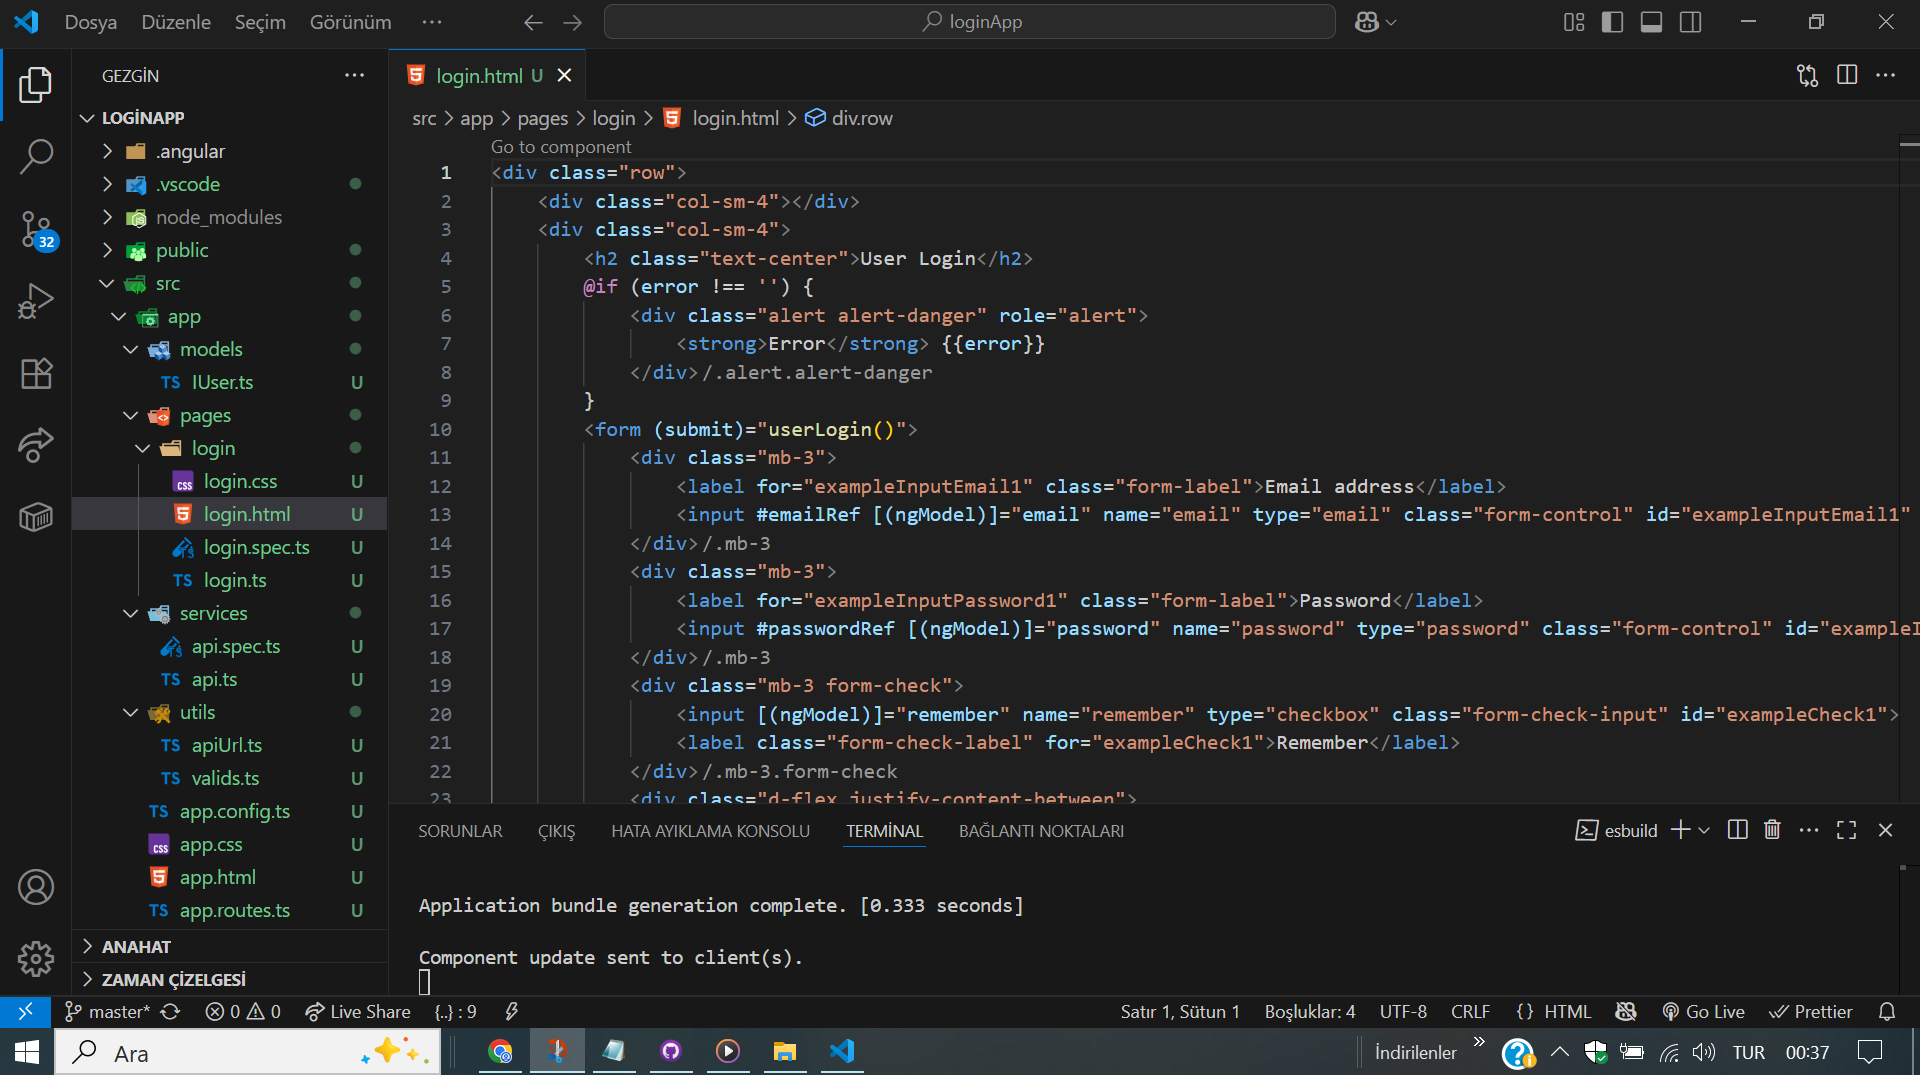 Dosya Düzenle Seçim Görünüm ··· loginApp
GEZGİN ···
LOGİNAPP
.angular
.vscode
node_modules
public
src
app
models
TS IUser.ts U
pages
login
css login.css U
login.html U
login.spec.ts U
TS login.ts U
services
api.spec.ts U
TS api.ts U
utils
TS apiUrl.ts U
TS valids.ts U
TS app.config.ts U
css app.css U
app.html U
TS app.routes.ts U
ANAHAT
ZAMAN ÇİZELGESİ
32
login.html U
src > app > pages > login > login.html > div.row
Go to component
1 <div class="row">
2 <div class="col-sm-4"></div>
3 <div class="col-sm-4">
4 <h2 class="text-center">User Login</h2>
5 @if (error !== '') {
6 <div class="alert alert-danger" role="alert">
7 <strong>Error</strong> {{error}}
8 </div>/.alert.alert-danger
9 }
10 <form (submit)="userLogin()">
11 <div class="mb-3">
12 <label for="exampleInputEmail1" class="form-label">Email address</label>
13 <input #emailRef [(ngModel)]="email" name="email" type="email" class="form-control" id="exampleInputEmail1"
14 </div>/.mb-3
15 <div class="mb-3">
16 <label for="exampleInputPassword1" class="form-label">Password</label>
17 <input #passwordRef [(ngModel)]="password" name="password" type="password" class="form-control" id="exampleI
18 </div>/.mb-3
19 <div class="mb-3 form-check">
20 <input [(ngModel)]="remember" name="remember" type="checkbox" class="form-check-input" id="exampleCheck1">
21 <label class="form-check-label" for="exampleCheck1">Remember</label>
22 </div>/.mb-3.form-check
23 <div class="d-flex justify-content-between">
SORUNLAR ÇIKIŞ HATA AYIKLAMA KONSOLU TERMİNAL BAĞLANTI NOKTALARI esbuild
Application bundle generation complete. [0.333 seconds]
Component update sent to client(s).
master* 0 0 Live Share {..} : 9 Satır 1, Sütun 1 Boşluklar: 4 UTF-8 CRLF {} HTML Go Live Prettier
Ara İndirilenler TUR 00:37